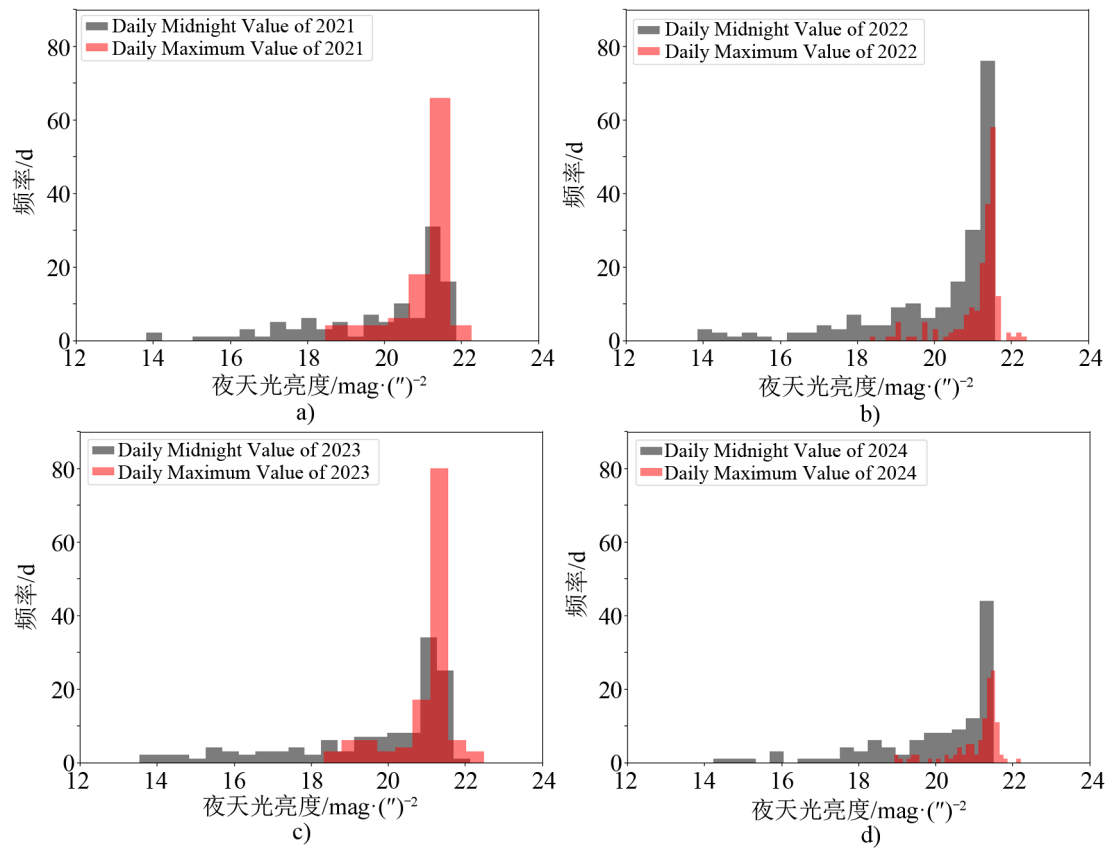 Daily Midnight Value of 2021
Daily Maximum Value of 2021
80
60
40
20
0
频率/d
12 14 16 18 20 22 24
夜天光亮度/mag·(″)⁻²
a)
Daily Midnight Value of 2022
Daily Maximum Value of 2022
80
60
40
20
0
频率/d
12 14 16 18 20 22 24
夜天光亮度/mag·(″)⁻²
b)
Daily Midnight Value of 2023
Daily Maximum Value of 2023
80
60
40
20
0
频率/d
12 14 16 18 20 22 24
夜天光亮度/mag·(″)⁻²
c)
Daily Midnight Value of 2024
Daily Maximum Value of 2024
80
60
40
20
0
频率/d
12 14 16 18 20 22 24
夜天光亮度/mag·(″)⁻²
d)